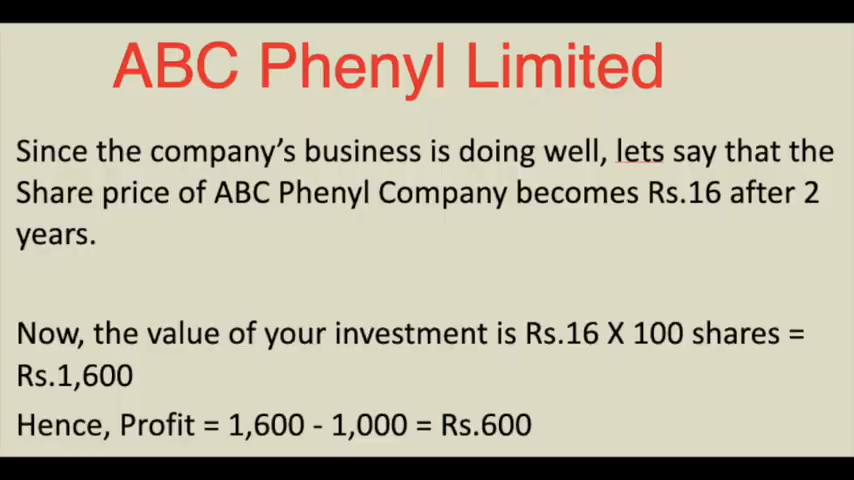 ABC Phenyl Limited
Since the company’s business is doing well, lets say that the
Share price of ABC Phenyl Company becomes Rs.16 after 2
years.
Now, the value of your investment is Rs.16 X 100 shares =
Rs.1,600
Hence, Profit = 1,600 - 1,000 = Rs.600